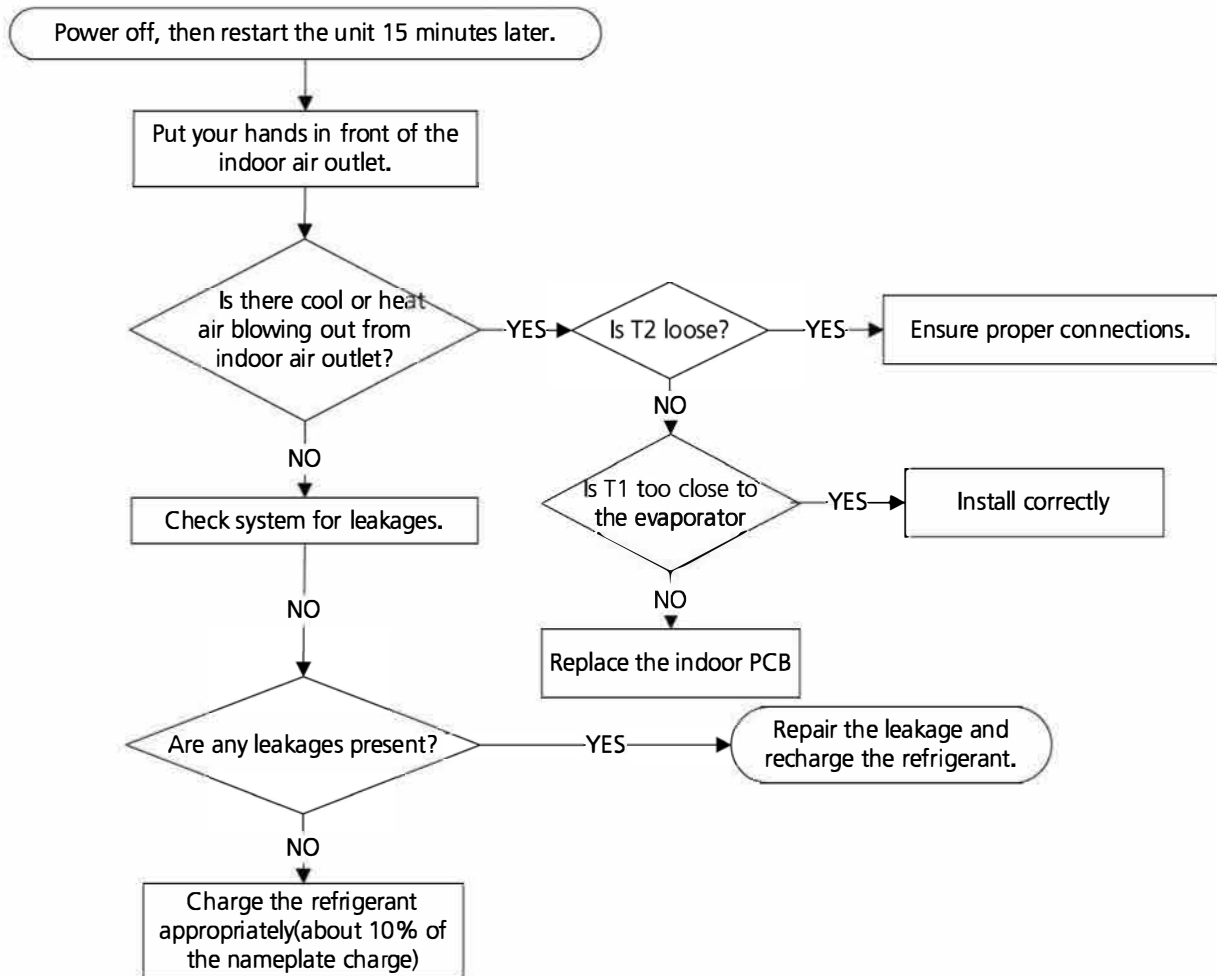 Power off, then restart the unit 15 minutes later.
Put your hands in front of the
indoor air outlet.
Is there cool or heat
air blowing out from
indoor air outlet?
YES
Is T2 loose?
YES
Ensure proper connections.
NO
NO
Is T1 too close to
the evaporator
YES
Install correctly
Check system for leakages.
NO
NO
Replace the indoor PCB
Are any leakages present?
YES
Repair the leakage and
recharge the refrigerant.
NO
Charge the refrigerant
appropriately(about 10% of
the nameplate charge)